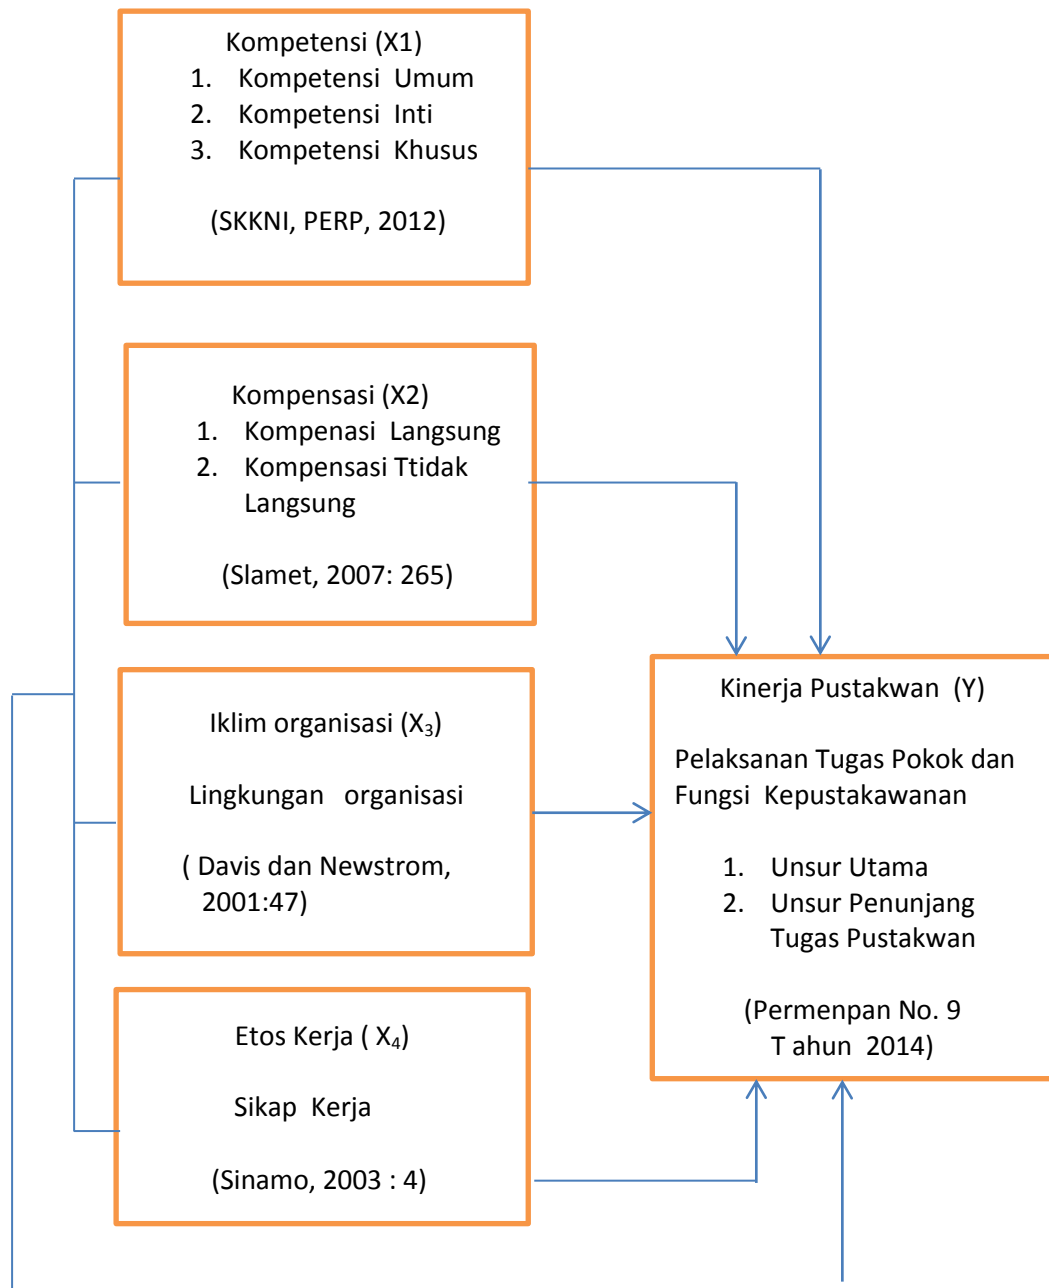 Kompetensi (X1)
1. Kompetensi Umum
2. Kompetensi Inti
3. Kompetensi Khusus
(SKKNI, PERP, 2012)
Kompensasi (X2)
1. Kompenasi Langsung
2. Kompensasi Ttidak
Langsung
(Slamet, 2007: 265)
Iklim organisasi (X₃)
Lingkungan organisasi
( Davis dan Newstrom,
2001:47)
Etos Kerja ( X₄)
Sikap Kerja
(Sinamo, 2003 : 4)
Kinerja Pustakwan (Y)
Pelaksanan Tugas Pokok dan
Fungsi Kepustakawanan
1. Unsur Utama
2. Unsur Penunjang
Tugas Pustakwan
(Permenpan No. 9
T ahun 2014)